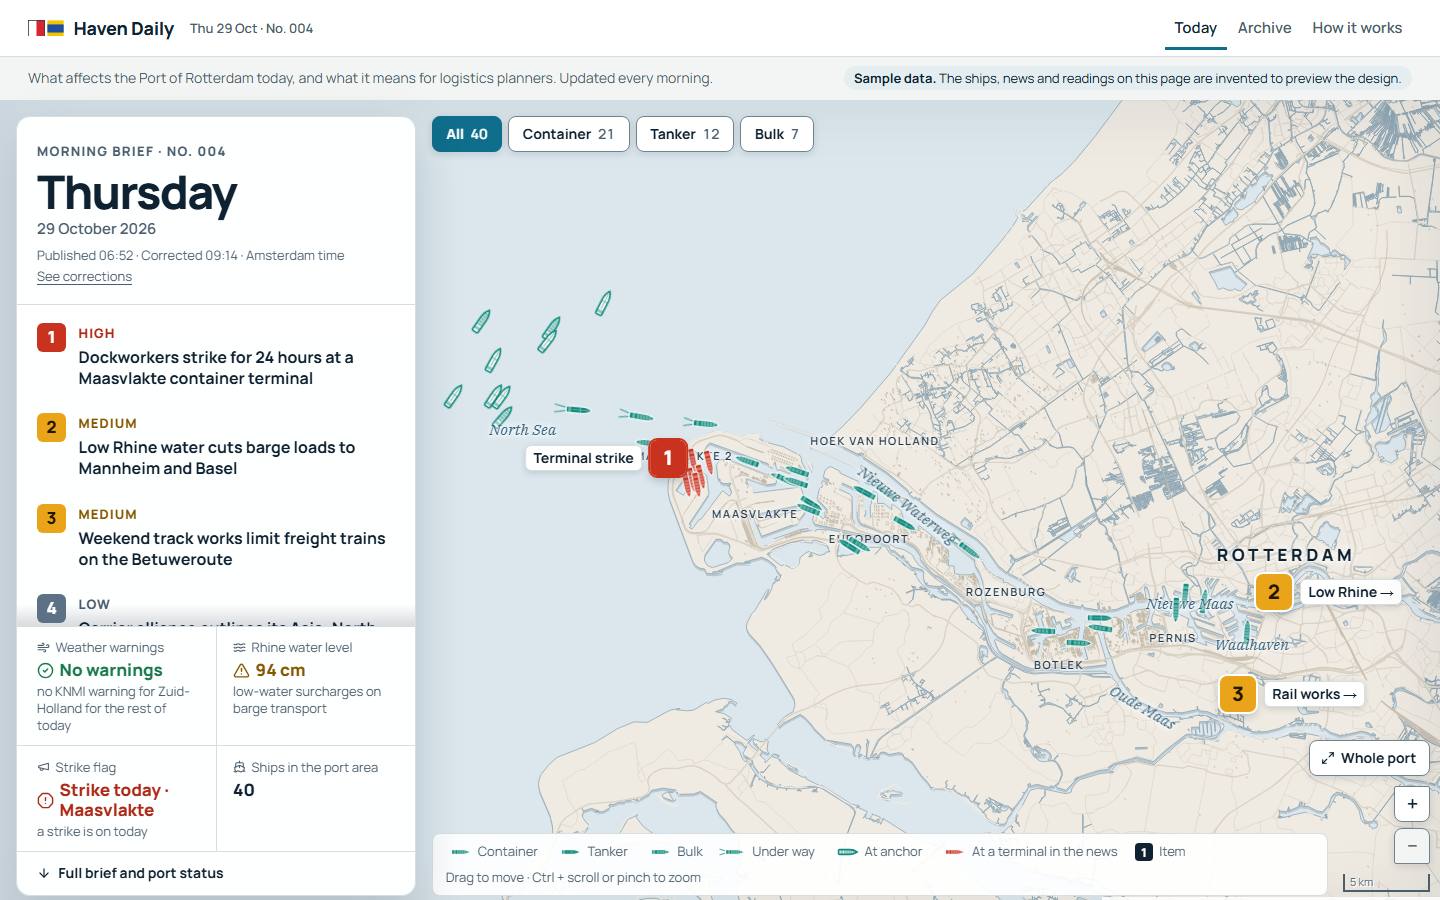 Haven Daily
Thu 29 Oct · No. 004
Today
Archive
How it works
What affects the Port of Rotterdam today, and what it means for logistics planners. Updated every morning.
Sample data. The ships, news and readings on this page are invented to preview the design.
MORNING BRIEF · NO. 004
Thursday
29 October 2026
Published 06:52 · Corrected 09:14 · Amsterdam time
See corrections
1
HIGH
Dockworkers strike for 24 hours at a
Maasvlakte container terminal
2
MEDIUM
Low Rhine water cuts barge loads to
Mannheim and Basel
3
MEDIUM
Weekend track works limit freight trains
on the Betuweroute
4
LOW
Weather warnings
No warnings
no KNMI warning for Zuid-
Holland for the rest of
today
Rhine water level
94 cm
low-water surcharges on
barge transport
Strike flag
Strike today ·
Maasvlakte
a strike is on today
Ships in the port area
40
Full brief and port status
All 40
Container 21
Tanker 12
Bulk 7
North Sea
Terminal strike
1
HOEK VAN HOLLAND
Nieuwe Waterweg
MAASVLAKTE
EUROPOORT
ROZENBURG
ROTTERDAM
2
Low Rhine →
Nieuwe Maas
PERNIS
Waalhaven
BOTLEK
3
Rail works →
Oude Maas
Whole port
+
−
5 km
Container
Tanker
Bulk
Under way
At anchor
At a terminal in the news
1
Item
Drag to move · Ctrl + scroll or pinch to zoom